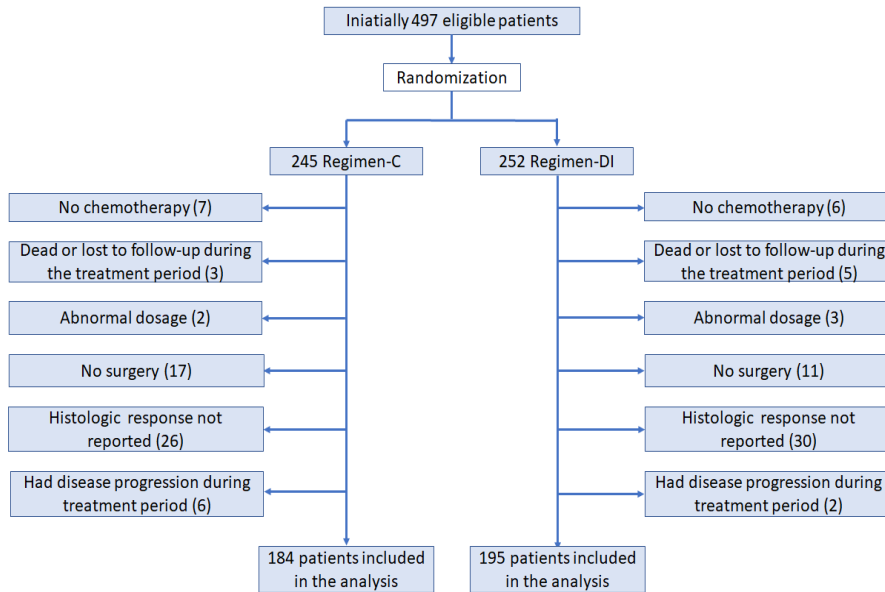 Iniatially 497 eligible patients
Randomization
245 Regimen-C
252 Regimen-DI
No chemotherapy (7)
Dead or lost to follow-up during
the treatment period (3)
Abnormal dosage (2)
No surgery (17)
Histologic response not
reported (26)
Had disease progression during
treatment period (6)
184 patients included
in the analysis
No chemotherapy (6)
Dead or lost to follow-up during
the treatment period (5)
Abnormal dosage (3)
No surgery (11)
Histologic response not
reported (30)
Had disease progression during
treatment period (2)
195 patients included
in the analysis